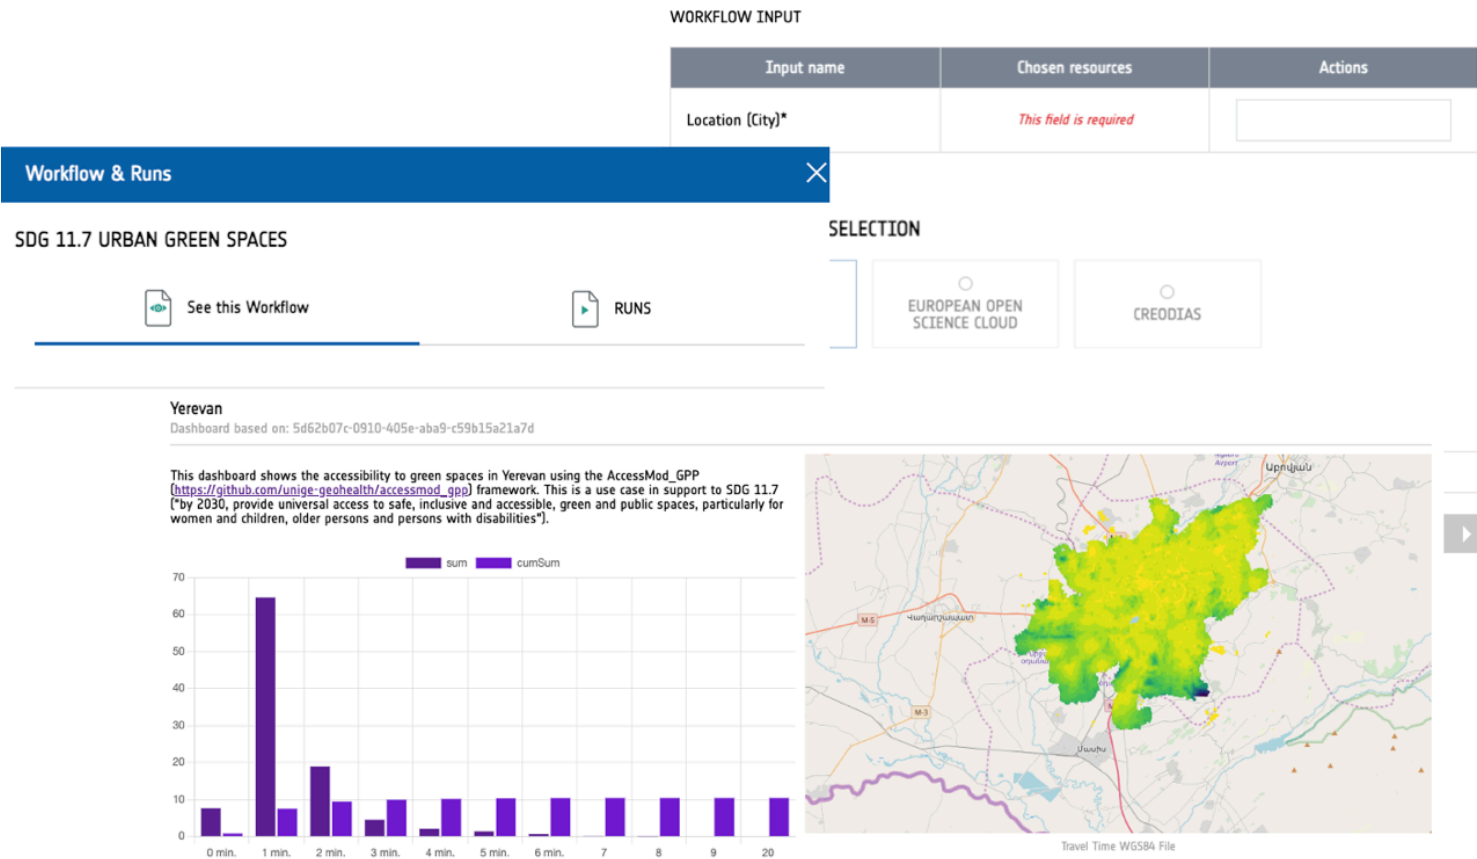 WORKFLOW INPUT
Input name
Chosen resources
Actions
Location (City)*
This field is required
Workflow & Runs
SDG 11.7 URBAN GREEN SPACES
SELECTION
See this Workflow
RUNS
EUROPEAN OPEN
SCIENCE CLOUD
CREODIAS
Yerevan
Dashboard based on: 5d62b07c-0910-405e-aba9-c59b15a21a7d
This dashboard shows the accessibility to green spaces in Yerevan using the AccessMod_GPP
(https://github.com/unige-geohealth/accessmod_gpp) framework. This is a use case in support to SDG 11.7
("by 2030, provide universal access to safe, inclusive and accessible, green and public spaces, particularly for
women and children, older persons and persons with disabilities").
sum
cumSum
70
60
50
40
30
20
10
0
0 min.
1 min.
2 min.
3 min.
4 min.
5 min.
6 min.
7
8
9
20
Airport
Աբովյան
M-5
Վաղարշապատ
M-3
Մասիս
Travel Time WGS84 File